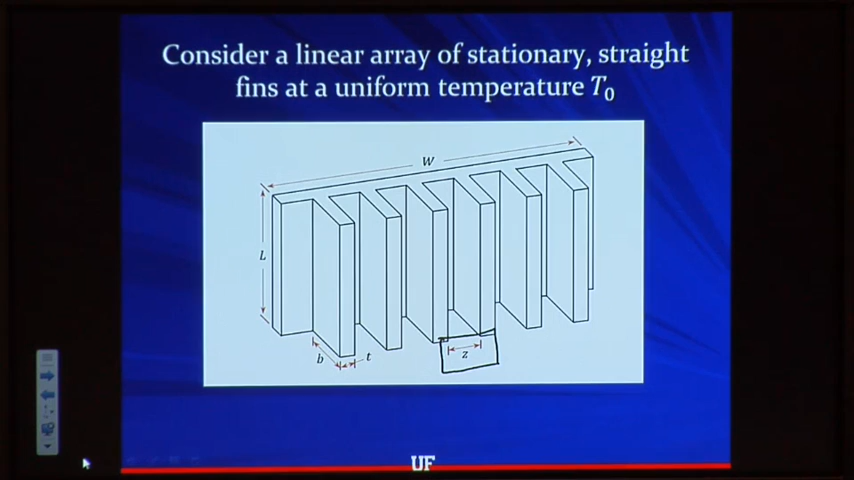 Consider a linear array of stationary, straight
fins at a uniform temperature T₀
W
L
b
t
z
UF